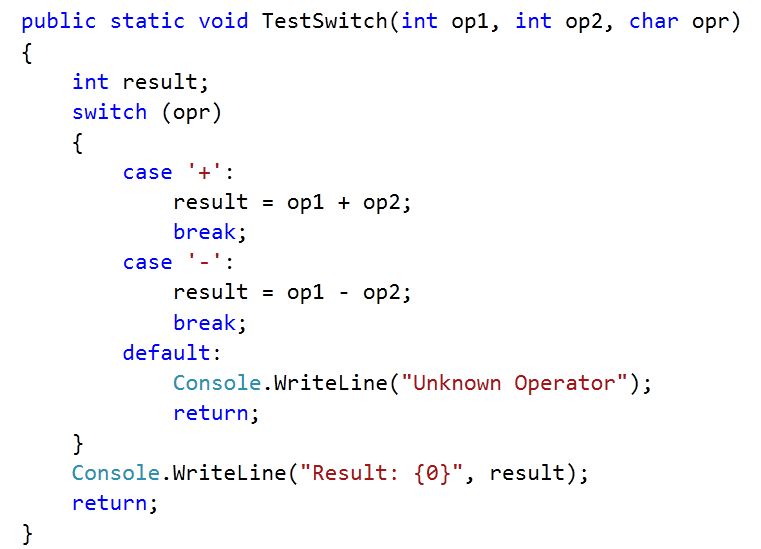 public static void TestSwitch(int op1, int op2, char opr)
{
    int result;
    switch (opr)
    {
        case '+':
            result = op1 + op2;
            break;
        case '-':
            result = op1 - op2;
            break;
        default:
            Console.WriteLine("Unknown Operator");
            return;
    }
    Console.WriteLine("Result: {0}", result);
    return;
}